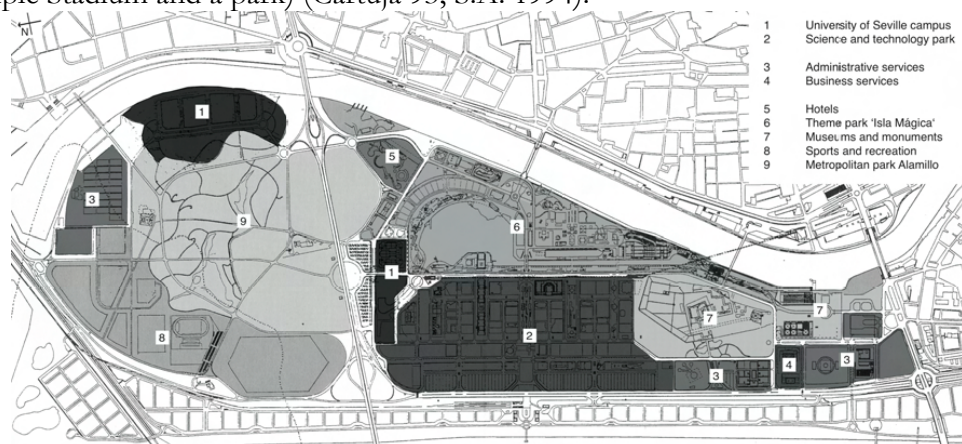 pic Stadium and a park) (Cartuja 93, S.A. 1994).
N
1 University of Seville campus
2 Science and technology park
3 Administrative services
4 Business services
5 Hotels
6 Theme park 'Isla Mágica'
7 Museums and monuments
8 Sports and recreation
9 Metropolitan park Alamillo
1
5
3
9
6
1
7
8
2
7
3
4
3